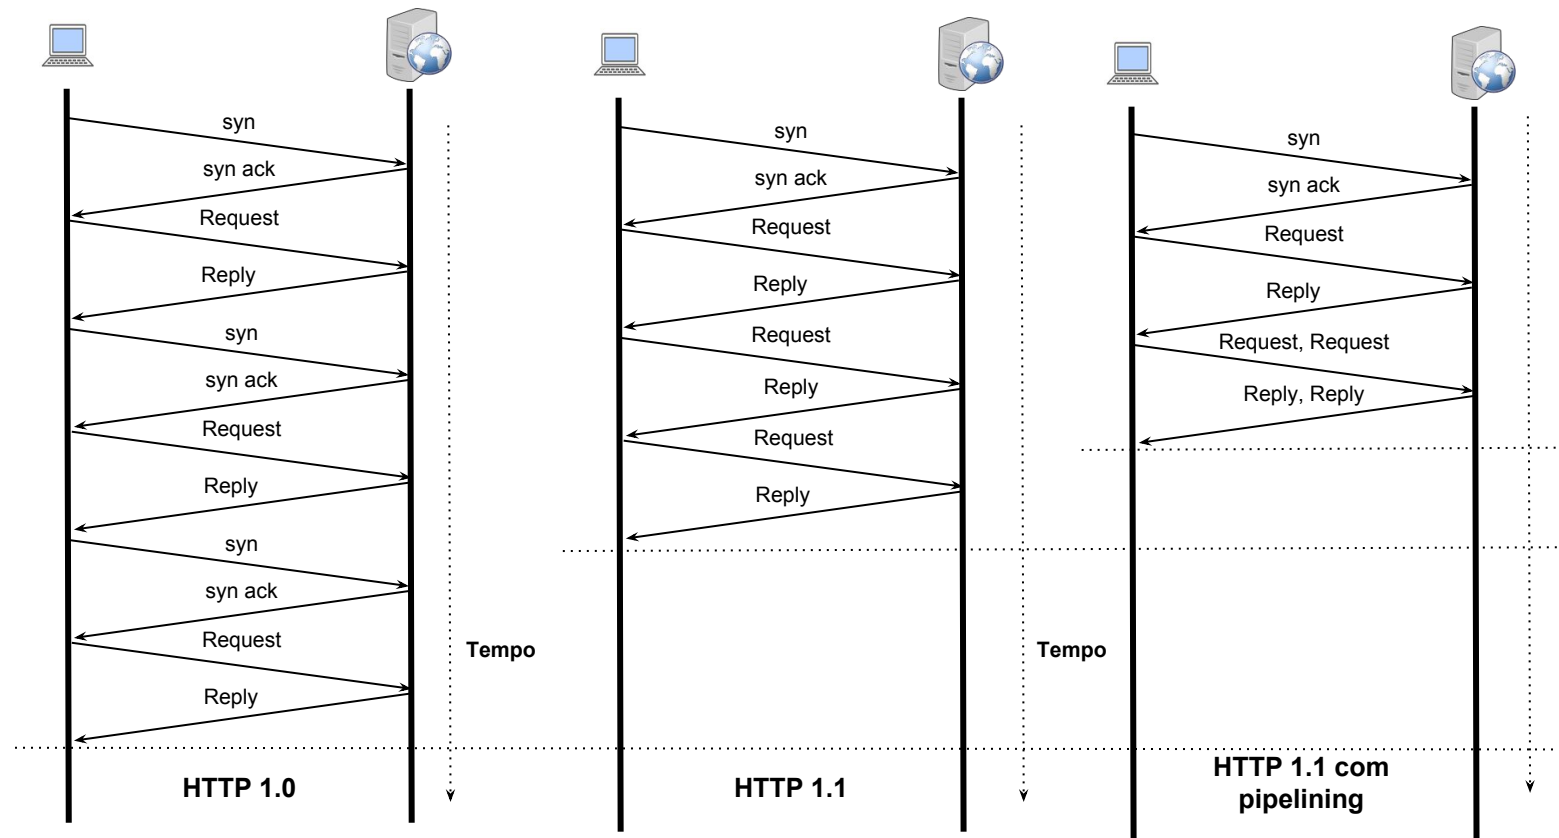 syn
syn ack
Request
Reply
syn
syn ack
Request
Reply
syn
syn ack
Request
Reply
Tempo
HTTP 1.0
syn
syn ack
Request
Reply
Request
Reply
Request
Reply
Tempo
HTTP 1.1
syn
syn ack
Request
Reply
Request, Request
Reply, Reply
HTTP 1.1 com
pipelining